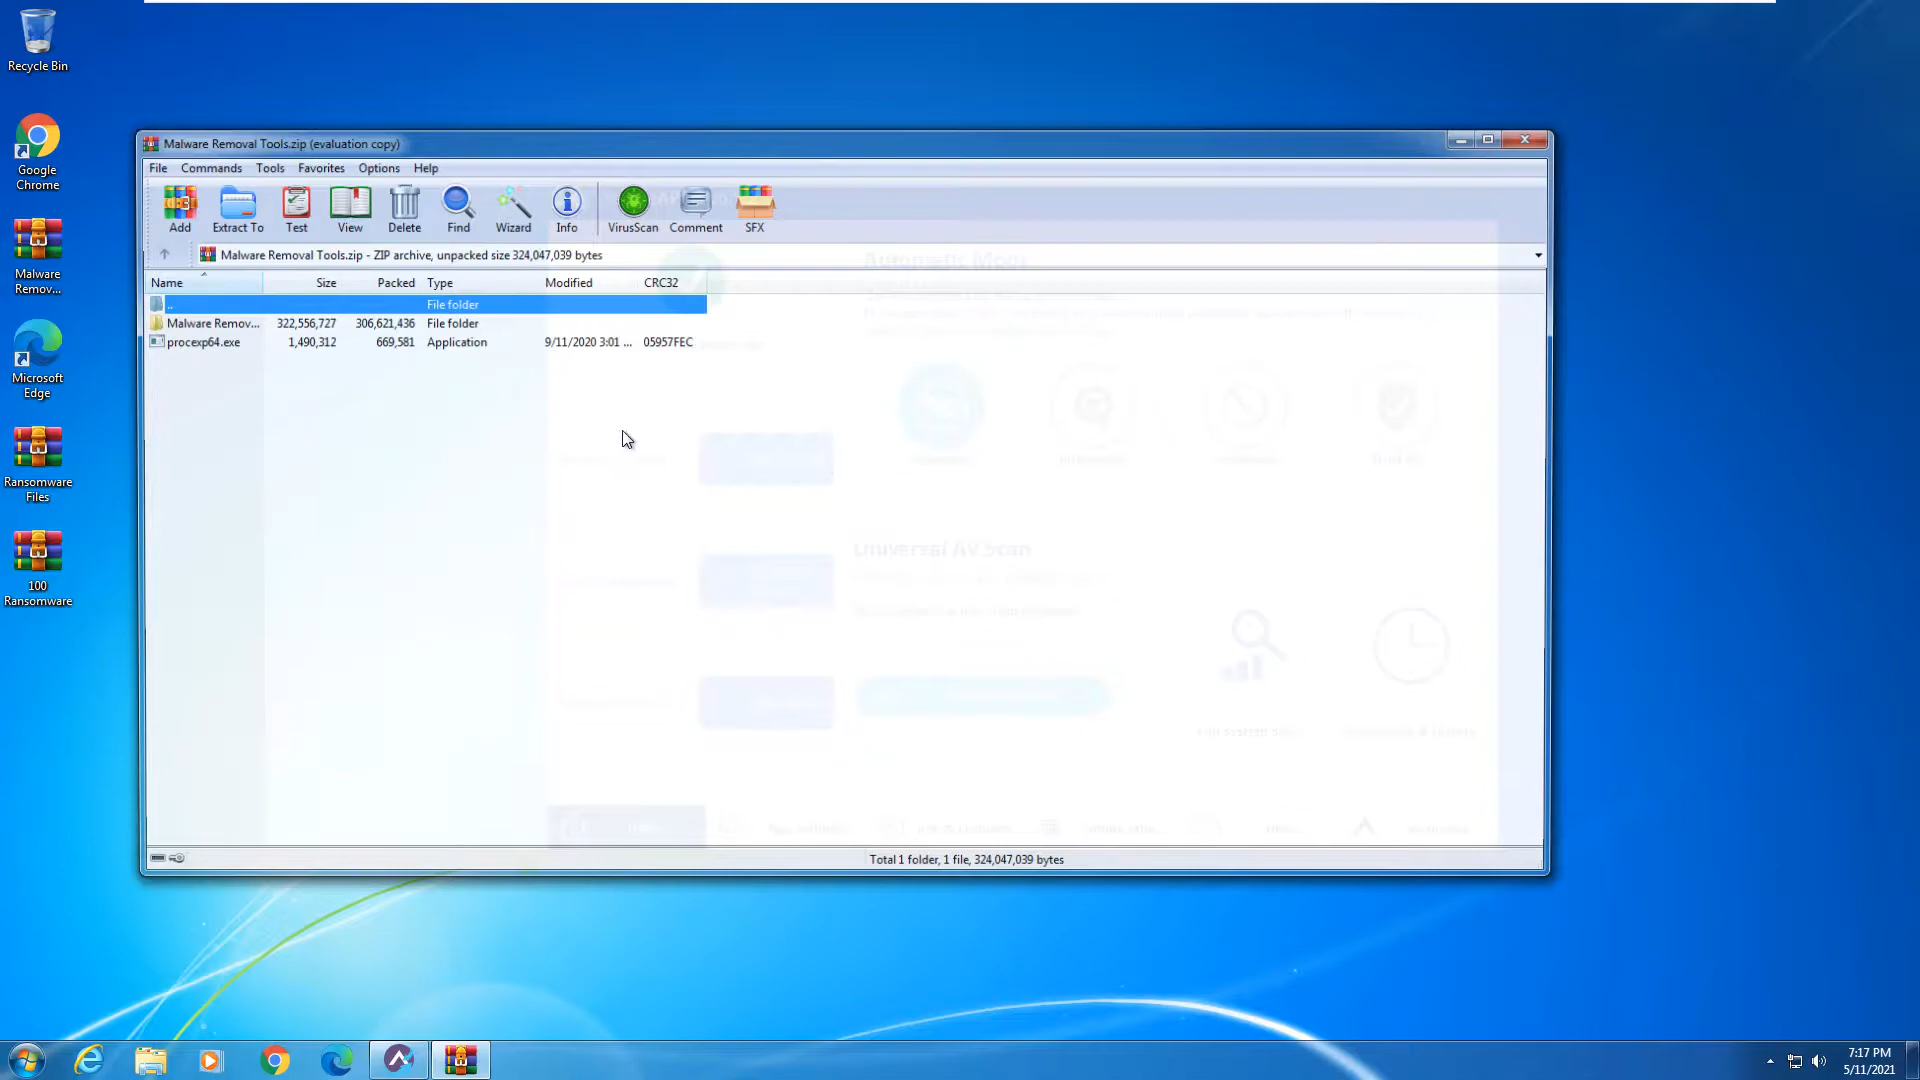 Recycle Bin
Google
Chrome
Malware
Remov...
Microsoft
Edge
Ransomware
Files
100
Ransomware
Malware Removal Tools.zip (evaluation copy)
File Commands Tools Favorites Options Help
Add Extract To Test View Delete Find Wizard Info VirusScan Comment SFX
Malware Removal Tools.zip - ZIP archive, unpacked size 324,047,039 bytes
Name Size Packed Type Modified CRC32
.. File folder
Malware Remov... 322,556,727 306,621,436 File folder
procexp64.exe 1,490,312 669,581 Application 9/11/2020 3:01 ... 05957FEC
Automatic Mode
Universal AV Scan
Total 1 folder, 1 file, 324,047,039 bytes
7:17 PM
5/11/2021